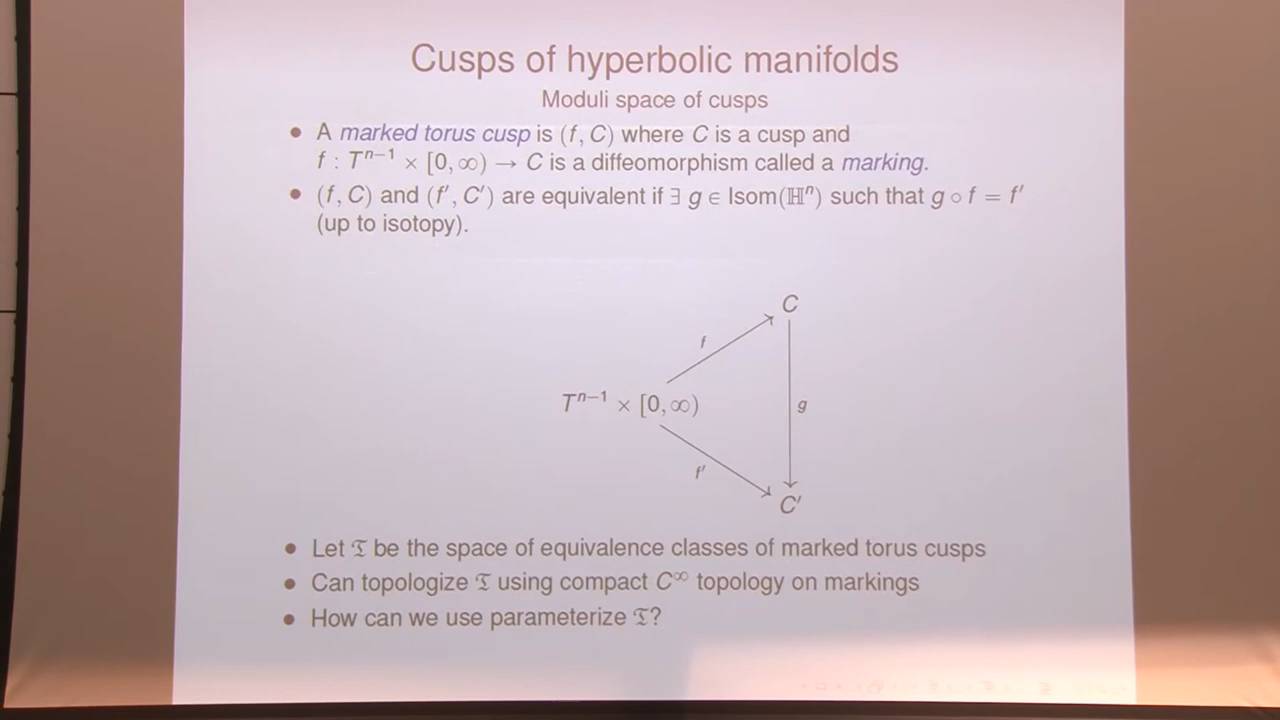 Cusps of hyperbolic manifolds
Moduli space of cusps
• A marked torus cusp is (f, C) where C is a cusp and
f : Tⁿ⁻¹ × [0, ∞) → C is a diffeomorphism called a marking.
• (f, C) and (f′, C′) are equivalent if ∃ g ∈ Isom(ℍⁿ) such that g ∘ f = f′
(up to isotopy).
C
f
Tⁿ⁻¹ × [0, ∞)
g
f′
C′
• Let 𝔗 be the space of equivalence classes of marked torus cusps
• Can topologize 𝔗 using compact C^∞ topology on markings
• How can we use parameterize 𝔗?